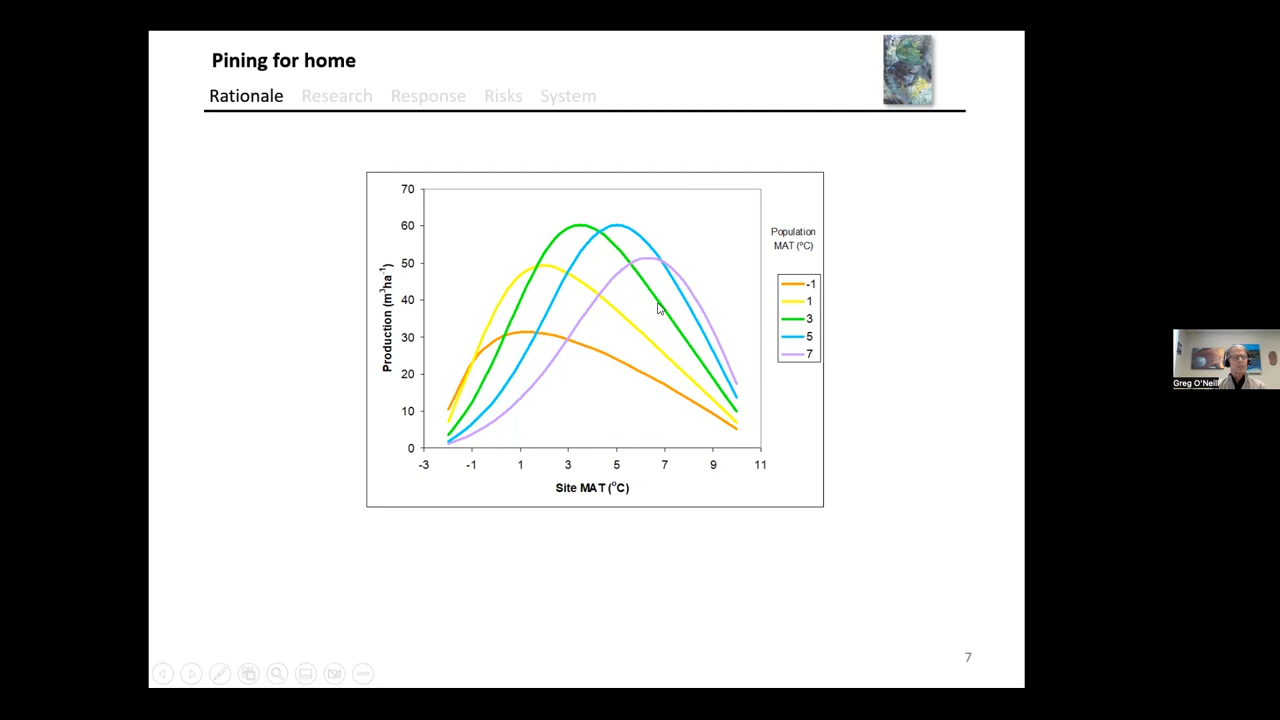 Pining for home
Rationale Research Response Risks System
70
60
50
40
30
20
10
0
Production (m³ha⁻¹)
-3 -1 1 3 5 7 9 11
Site MAT (°C)
Population
MAT (ºC)
-1
1
3
5
7
Greg O'Neill
7